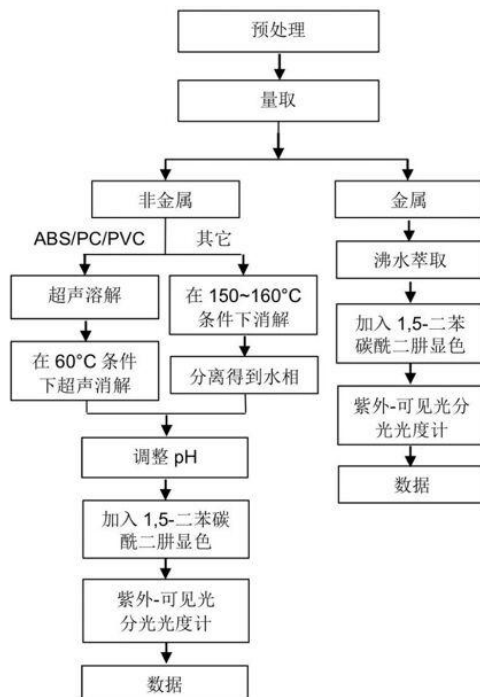 预处理
量取
非金属
金属
ABS/PC/PVC
其它
沸水萃取
超声溶解
在 150~160°C
条件下消解
加入 1,5-二苯
碳酰二肼显色
在 60°C 条件
下超声消解
分离得到水相
紫外-可见光分
光光度计
调整 pH
数据
加入 1,5-二苯碳
酰二肼显色
紫外-可见光
分光光度计
数据